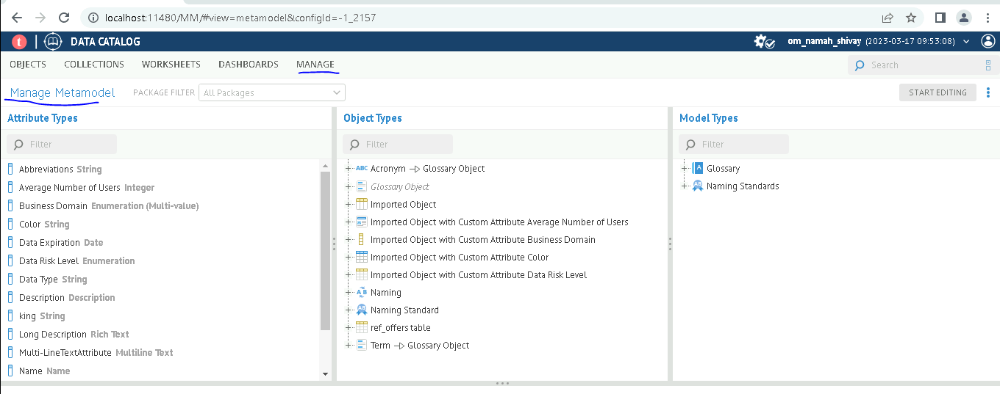 localhost:11480/MM/#view=metamodel&configId=-1_2157
t DATA CATALOG om_namah_shivay (2023-03-17 09:53:08)
OBJECTS COLLECTIONS WORKSHEETS DASHBOARDS MANAGE Search
Manage Metamodel PACKAGE FILTER All Packages START EDITING
Attribute Types
Filter
Abbreviations String
Average Number of Users Integer
Business Domain Enumeration (Multi-value)
Color String
Data Expiration Date
Data Risk Level Enumeration
Data Type String
Description Description
king String
Long Description Rich Text
Multi-LineTextAttribute Multiline Text
Name Name
Object Types
Filter
ABC Acronym Glossary Object
Glossary Object
Imported Object
Imported Object with Custom Attribute Average Number of Users
Imported Object with Custom Attribute Business Domain
Imported Object with Custom Attribute Color
Imported Object with Custom Attribute Data Risk Level
AB Naming
AB Naming Standard
ref_offers table
Term Glossary Object
Model Types
Filter
A Glossary
AB Naming Standards